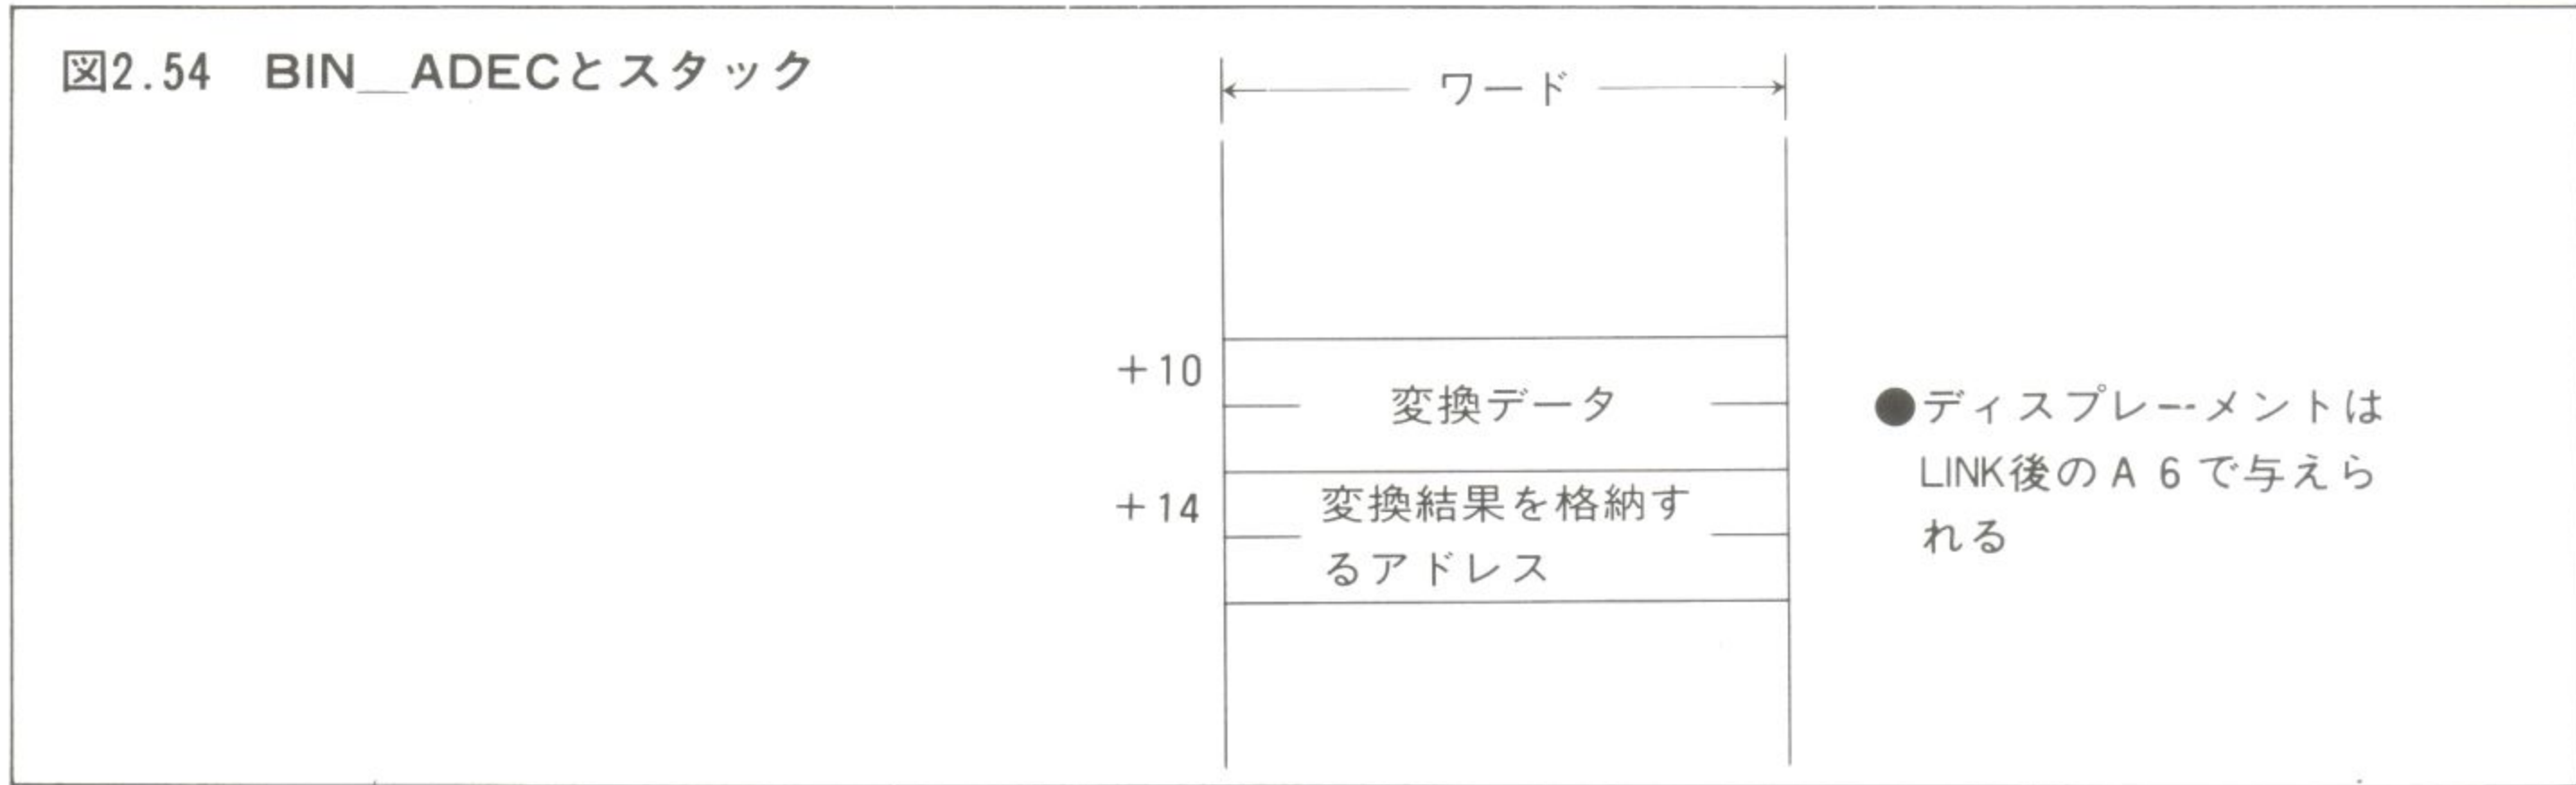 図2.54 BIN__ADECとスタック
ワード
+10
変換データ
+14
変換結果を格納す
るアドレス
●ディスプレーメントは
LINK後のA6で与えら
れる